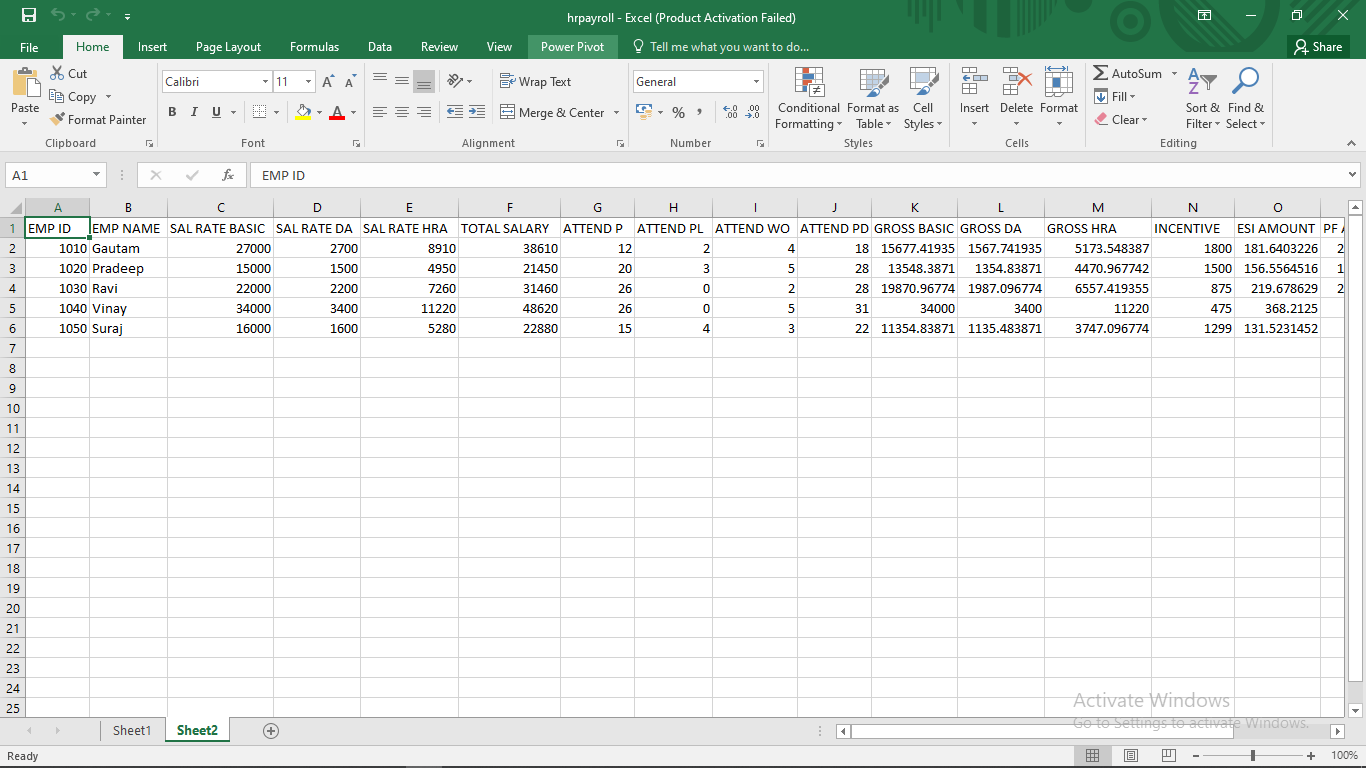 hrpayroll - Excel (Product Activation Failed)
File Home Insert Page Layout Formulas Data Review View Power Pivot Tell me what you want to do... Share
Cut
Copy
Format Painter
Paste
Clipboard
Calibri 11
B I U
Font
Wrap Text
Merge & Center
Alignment
General
%
Number
Conditional Formatting
Format as Table
Cell Styles
Styles
Insert Delete Format
Cells
AutoSum
Fill
Clear
Sort & Filter
Find & Select
Editing
A1 fx EMP ID
A B C D E F G H I J K L M N O
1 EMP ID EMP NAME SAL RATE BASIC SAL RATE DA SAL RATE HRA TOTAL SALARY ATTEND P ATTEND PL ATTEND WO ATTEND PD GROSS BASIC GROSS DA GROSS HRA INCENTIVE ESI AMOUNT PF
2 1010 Gautam 27000 2700 8910 38610 12 2 4 18 15677.41935 1567.741935 5173.548387 1800 181.6403226 2
3 1020 Pradeep 15000 1500 4950 21450 20 3 5 28 13548.3871 1354.83871 4470.967742 1500 156.5564516 1
4 1030 Ravi 22000 2200 7260 31460 26 0 2 28 19870.96774 1987.096774 6557.419355 875 219.678629 2
5 1040 Vinay 34000 3400 11220 48620 26 0 5 31 34000 3400 11220 475 368.2125
6 1050 Suraj 16000 1600 5280 22880 15 4 3 22 11354.83871 1135.483871 3747.096774 1299 131.5231452
7
8
9
10
11
12
13
14
15
16
17
18
19
20
21
22
23
24
25
Activate Windows
Go to Settings to activate Windows.
Sheet1 Sheet2
Ready 100%